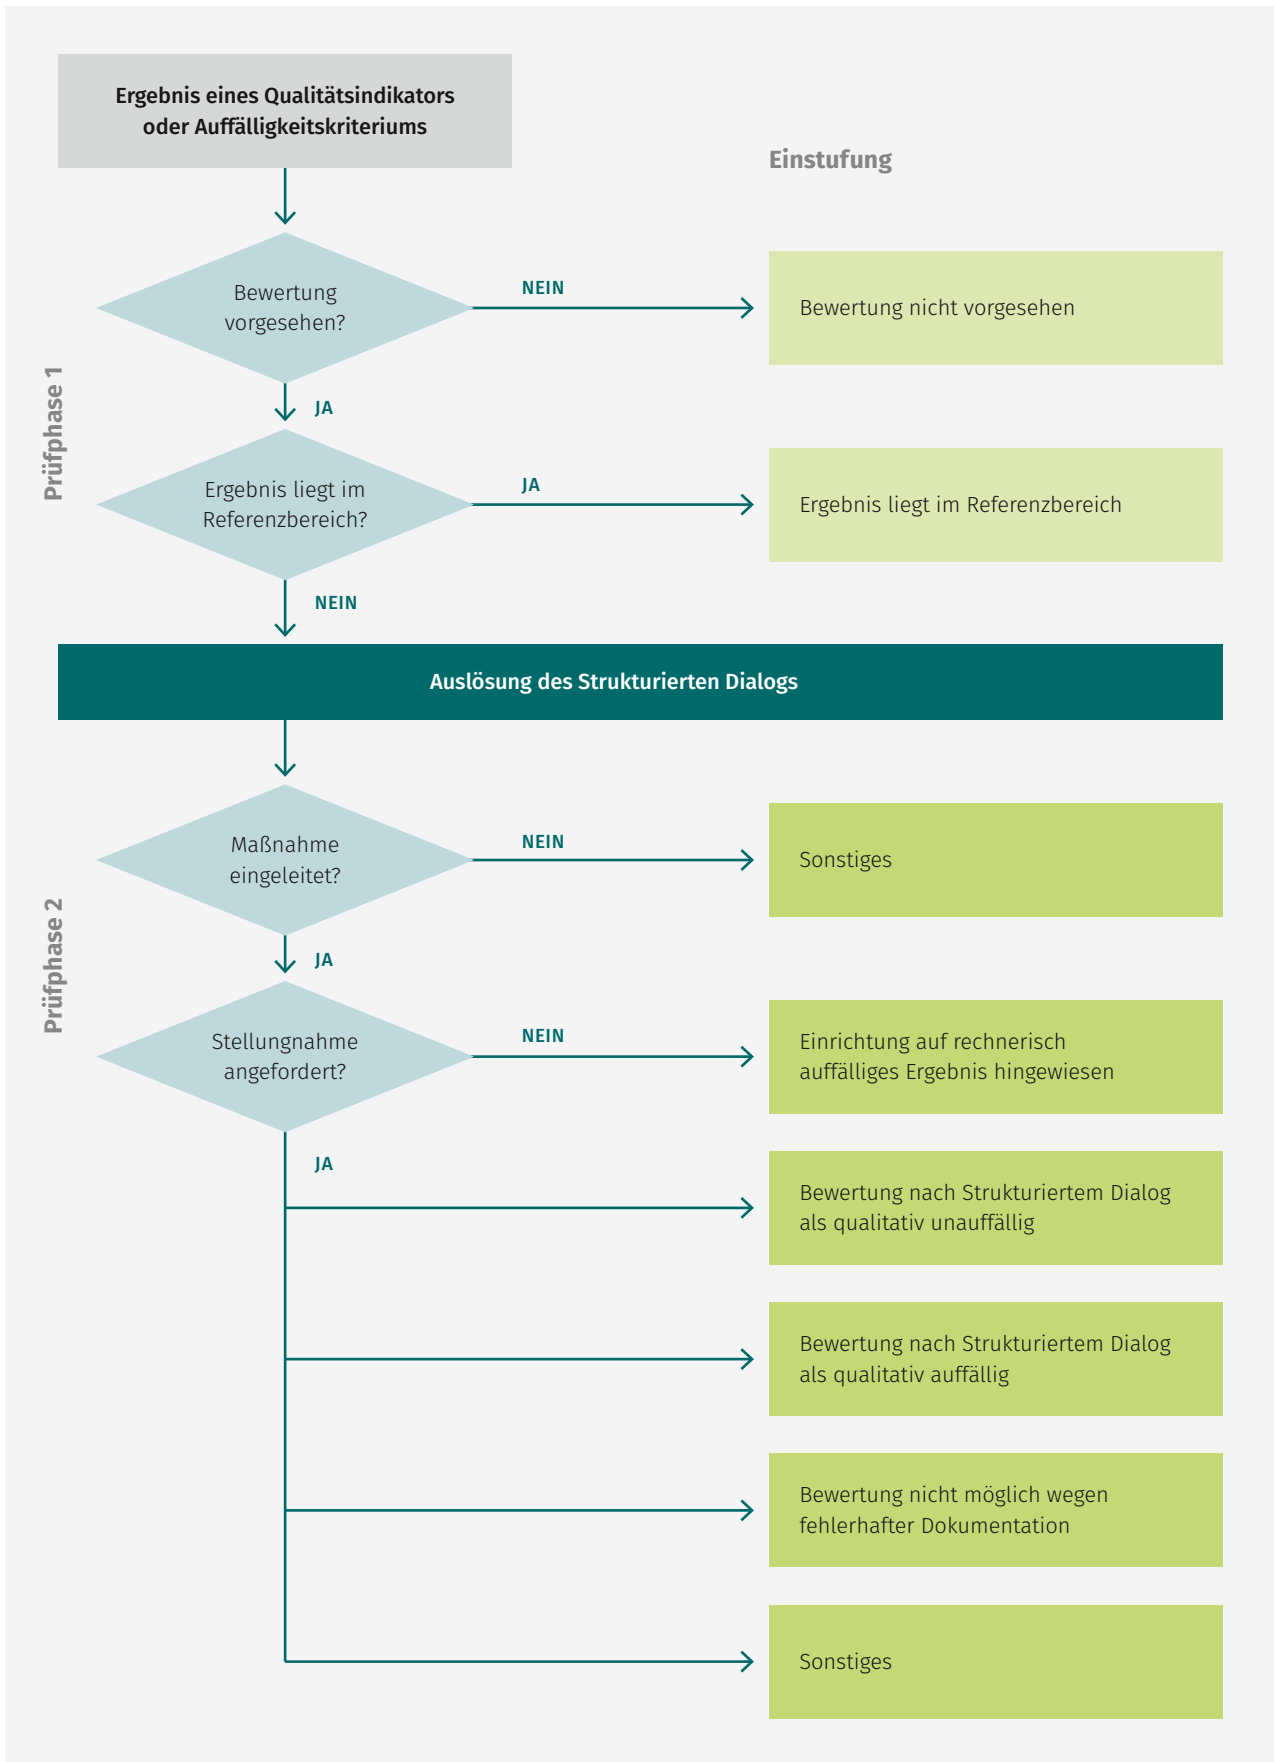 Ergebnis eines Qualitätsindikators
oder Auffälligkeitskriteriums
Einstufung
Prüfphase 1
Bewertung
vorgesehen?
NEIN
Bewertung nicht vorgesehen
JA
Ergebnis liegt im
Referenzbereich?
JA
Ergebnis liegt im Referenzbereich
NEIN
Auslösung des Strukturierten Dialogs
Prüfphase 2
Maßnahme
eingeleitet?
NEIN
Sonstiges
JA
Stellungnahme
angefordert?
NEIN
Einrichtung auf rechnerisch
auffälliges Ergebnis hingewiesen
JA
Bewertung nach Strukturiertem Dialog
als qualitativ unauffällig
Bewertung nach Strukturiertem Dialog
als qualitativ auffällig
Bewertung nicht möglich wegen
fehlerhafter Dokumentation
Sonstiges